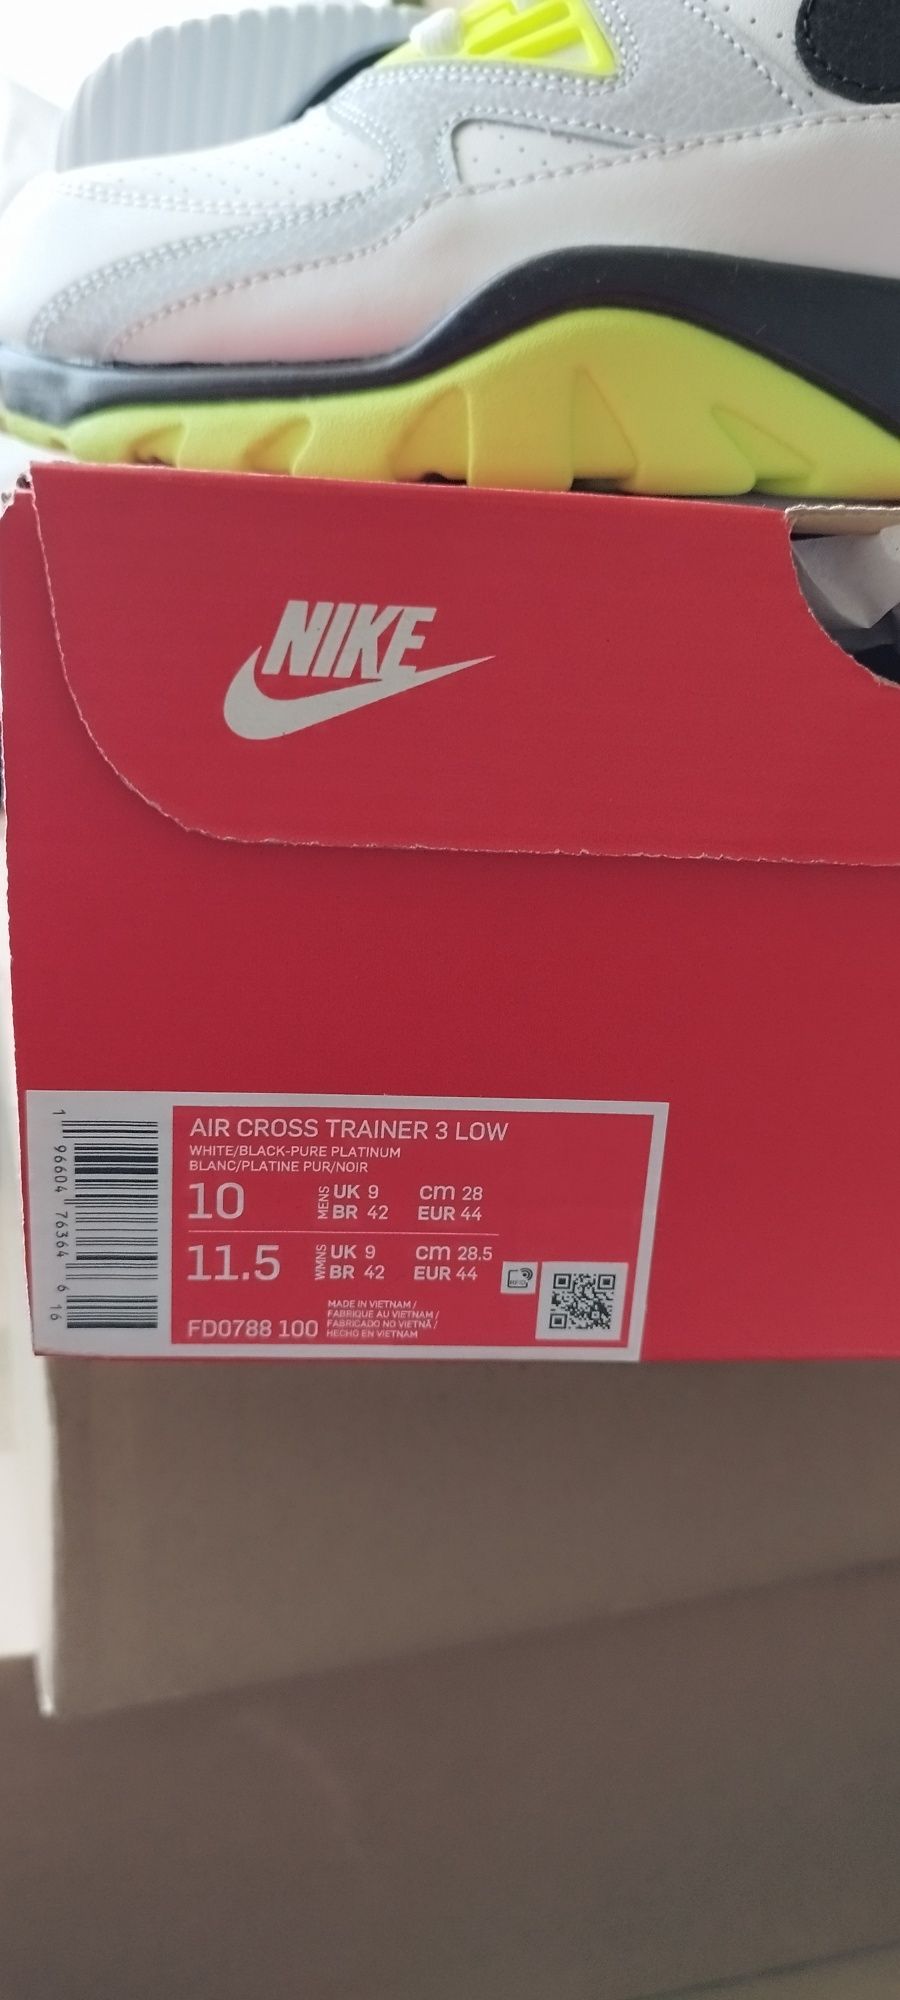 NIKE
AIR CROSS TRAINER 3 LOW
WHITE/BLACK-PURE PLATINUM
BLANC/PLATINE PUR/NOIR
10 MENS UK 9 cm 28
BR 42 EUR 44
11.5 WMNS UK 9 cm 28.5
BR 42 EUR 44
MADE IN VIETNAM /
FABRIQUE AU VIETNAM /
FABRICADO NO VIETNÃ /
HECHO EN VIETNAM
FD0788 100
RFID
1 96604 76364 6 16